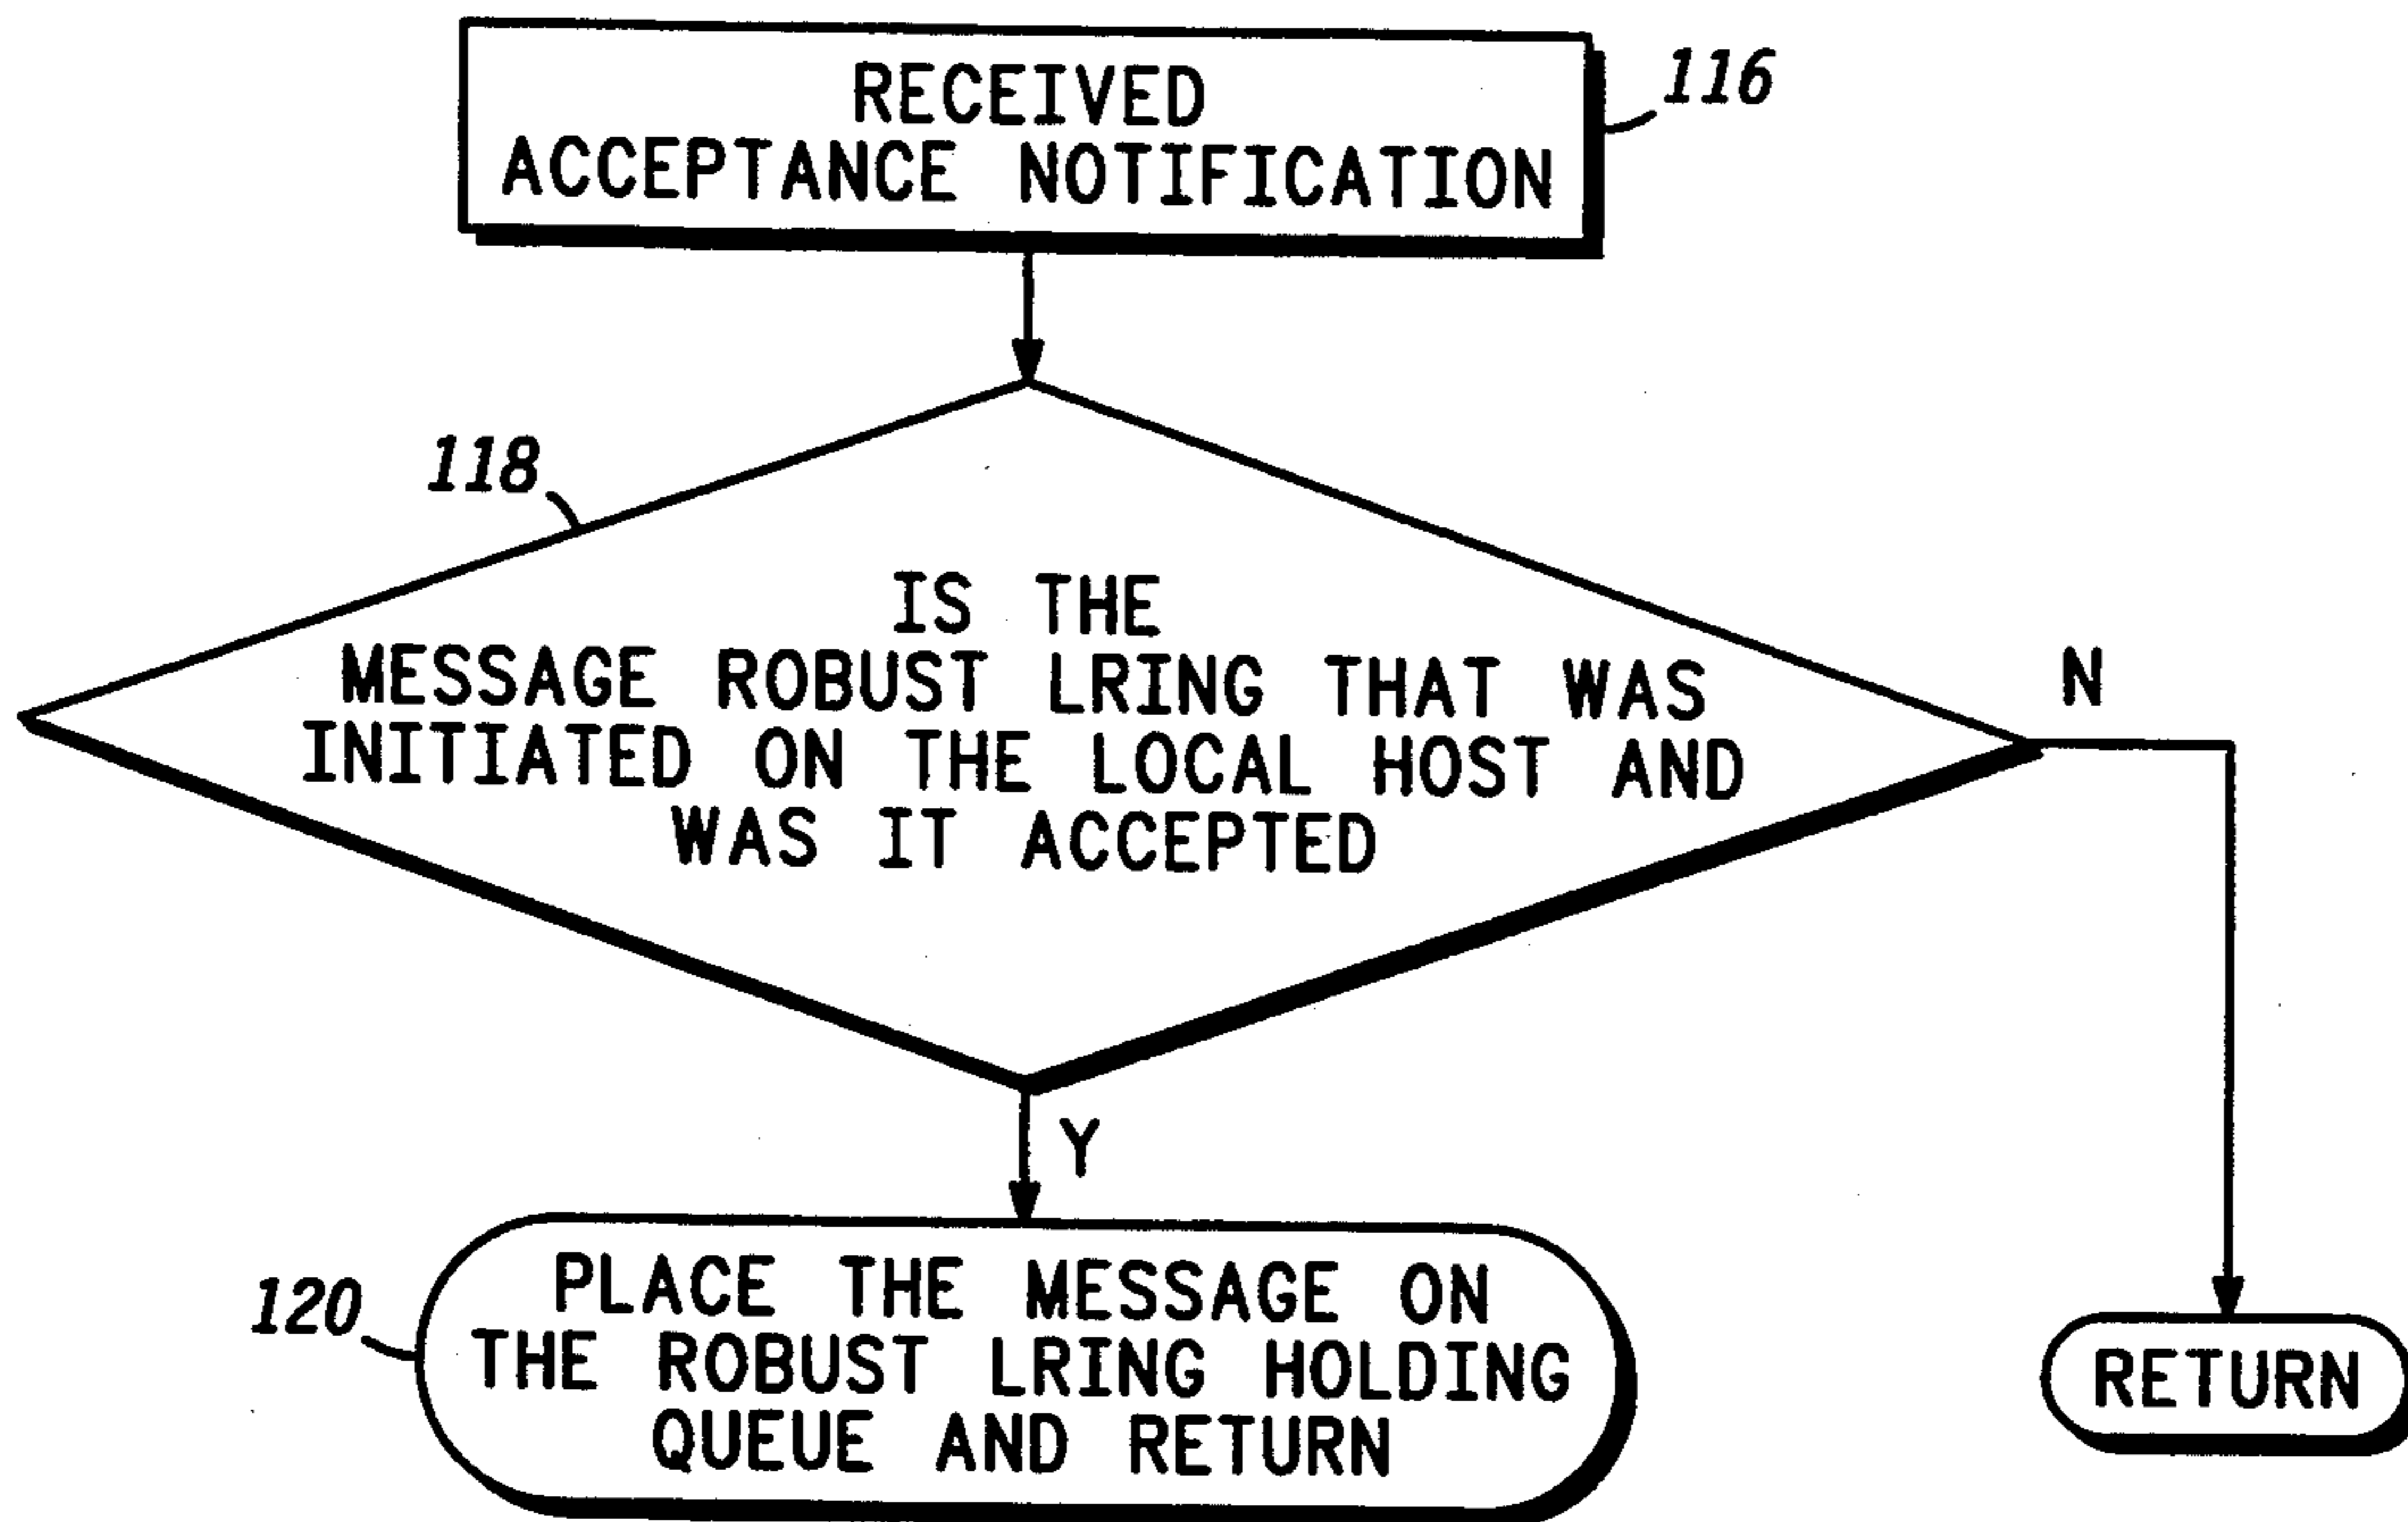 RECEIVED
ACCEPTANCE NOTIFICATION
116
118
IS THE
MESSAGE ROBUST LRING THAT WAS
INITIATED ON THE LOCAL HOST AND
WAS IT ACCEPTED
N
Y
120
PLACE THE MESSAGE ON
THE ROBUST LRING HOLDING
QUEUE AND RETURN
RETURN